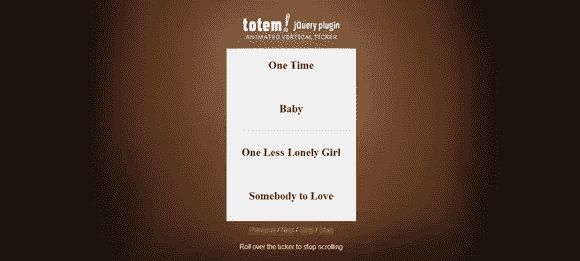 totem! jQuery plugin
ANIMATED VERTICAL TICKER
One Time
Baby
One Less Lonely Girl
Somebody to Love
Previous / Next / Stop / Start
Roll over the ticker to stop scrolling